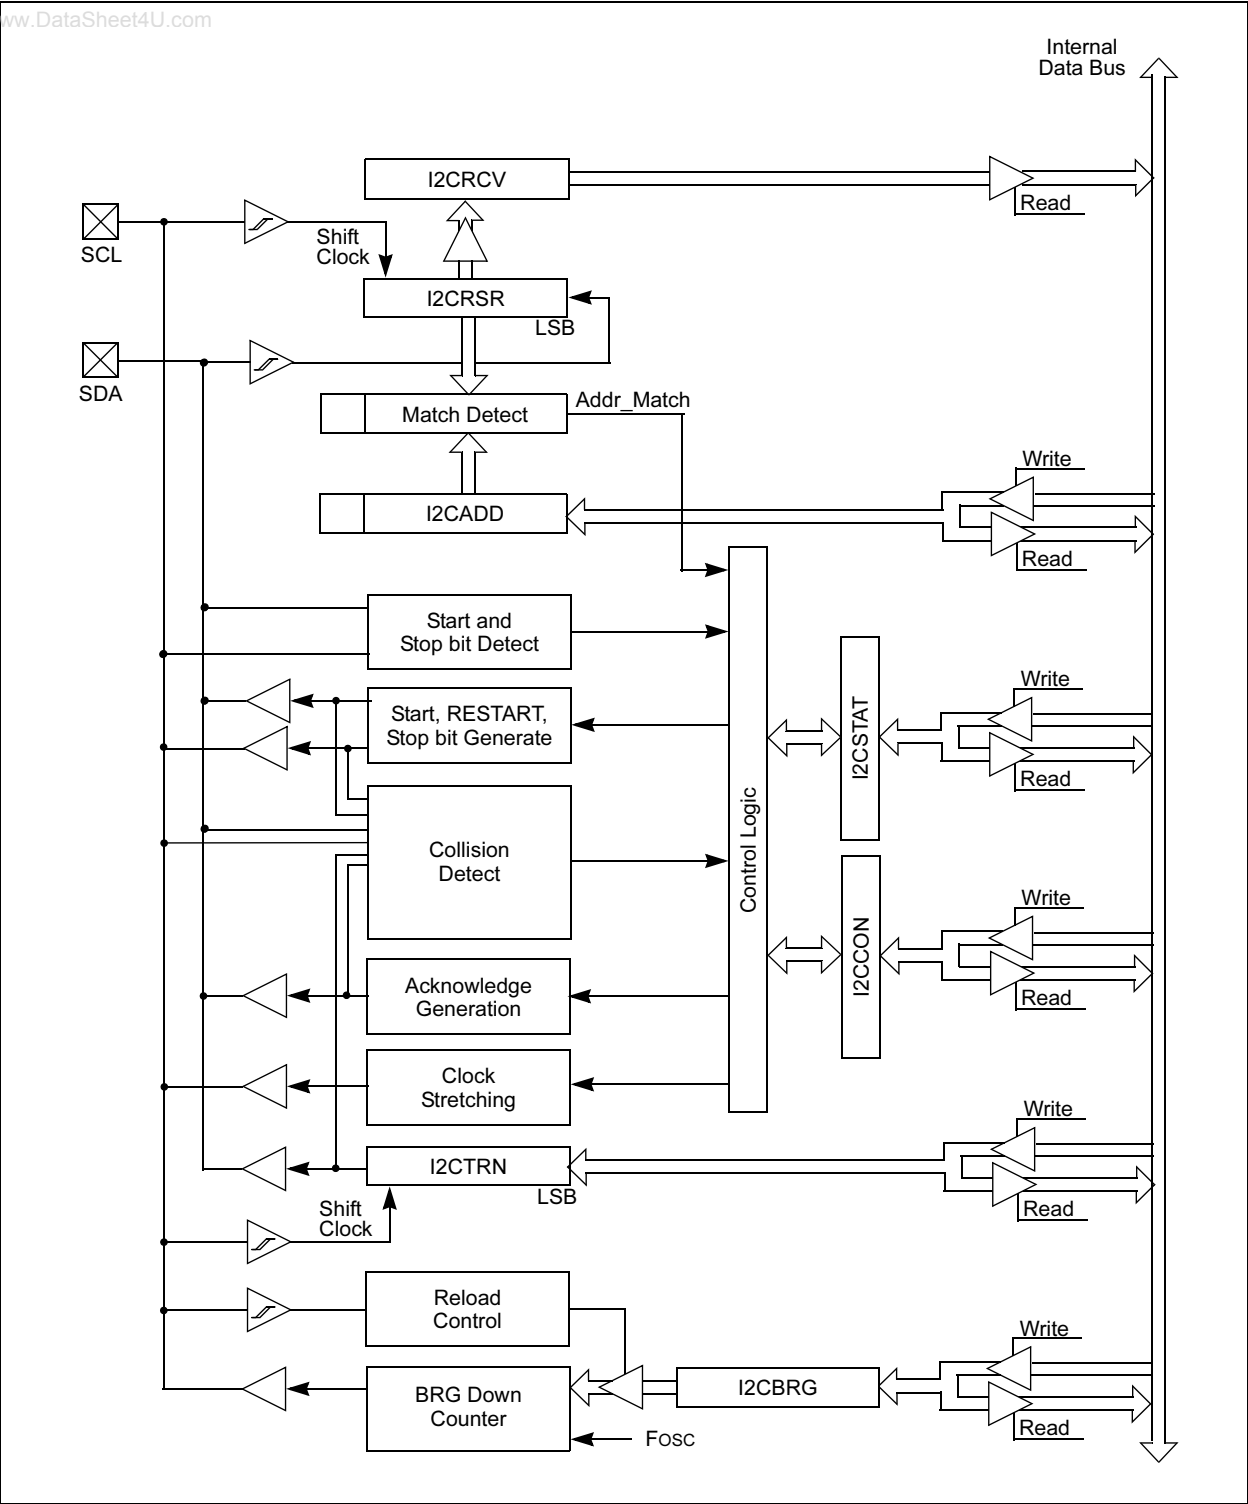 ww.DataSheet4U.com
Internal
Data Bus
I2CRCV
Read
SCL
Shift
Clock
I2CRSR
LSB
SDA
Addr_Match
Match Detect
Write
I2CADD
Read
Start and
Stop bit Detect
Write
Start, RESTART,
Stop bit Generate
I2CSTAT
Read
Control Logic
Collision
Detect
Write
I2CCON
Acknowledge
Generation
Read
Clock
Stretching
Write
I2CTRN
LSB
Shift
Clock
Read
Reload
Control
Write
BRG Down
Counter
I2CBRG
Read
FOSC